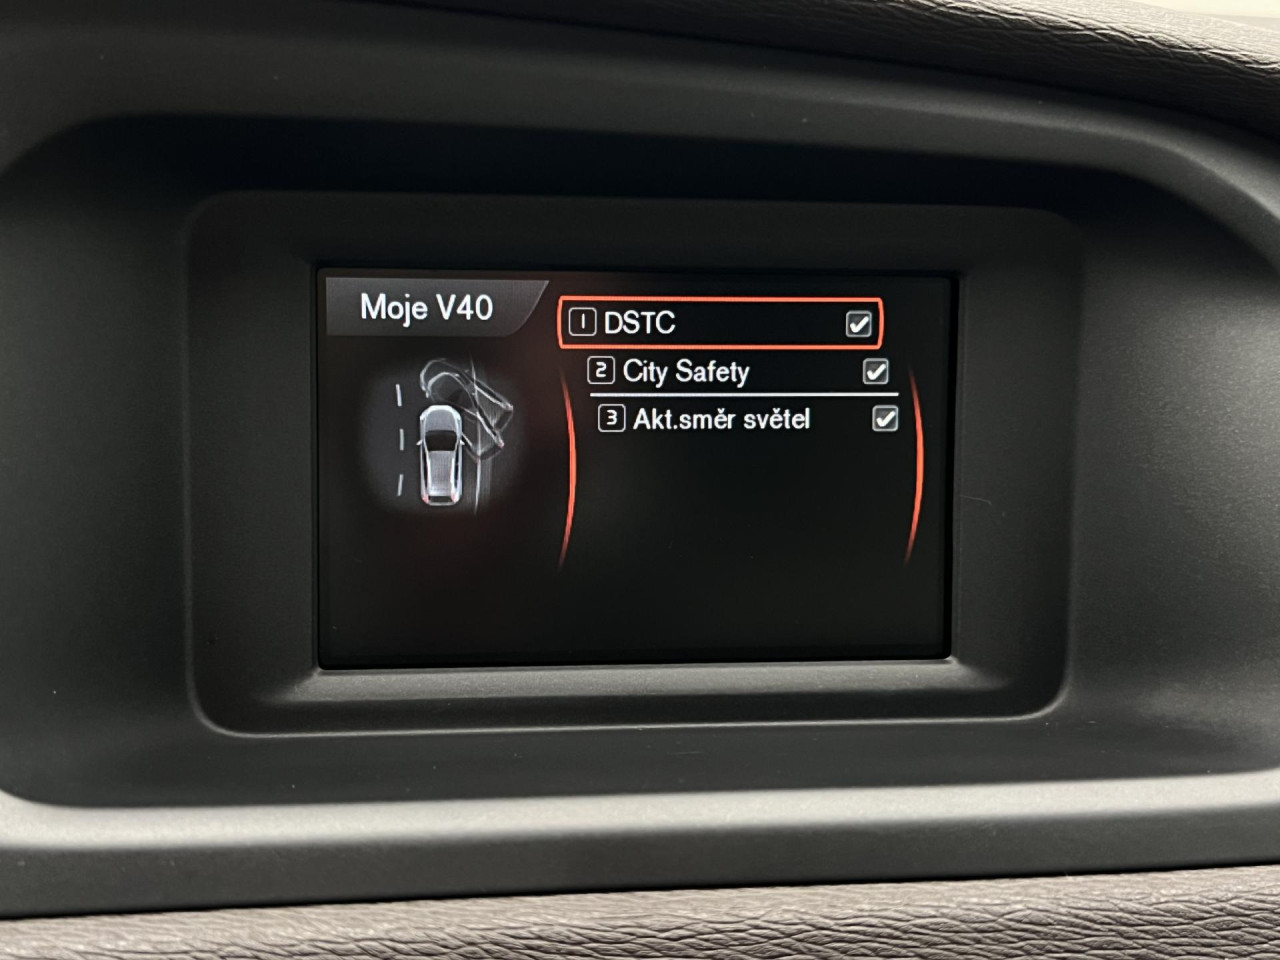 Moje V40
1 DSTC
2 City Safety
3 Akt.směr světel